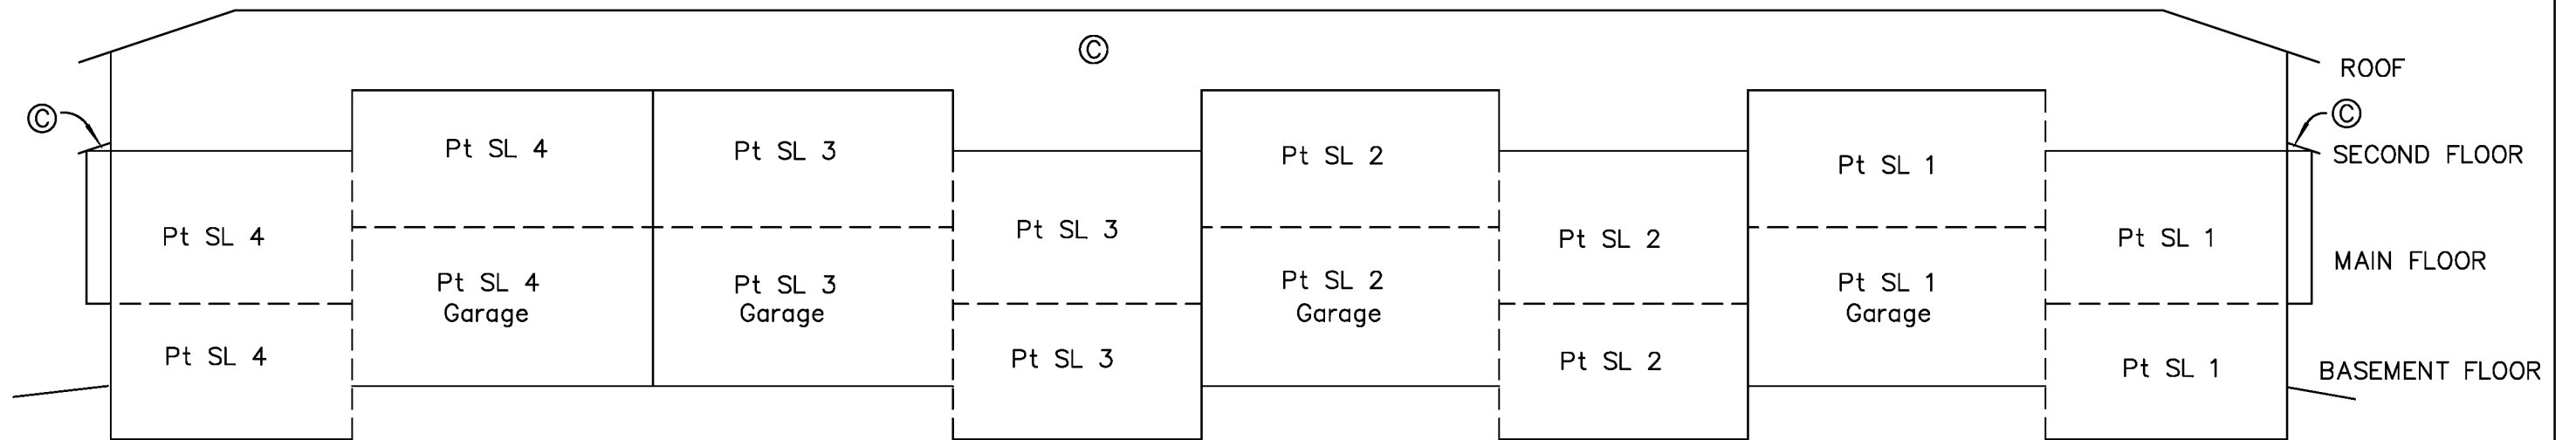 ©
ROOF
©
©
Pt SL 4
Pt SL 3
Pt SL 2
Pt SL 1
SECOND FLOOR
Pt SL 4
Pt SL 3
Pt SL 2
Pt SL 1
MAIN FLOOR
Pt SL 4
Garage
Pt SL 3
Garage
Pt SL 2
Garage
Pt SL 1
Garage
Pt SL 4
Pt SL 3
Pt SL 2
Pt SL 1
BASEMENT FLOOR